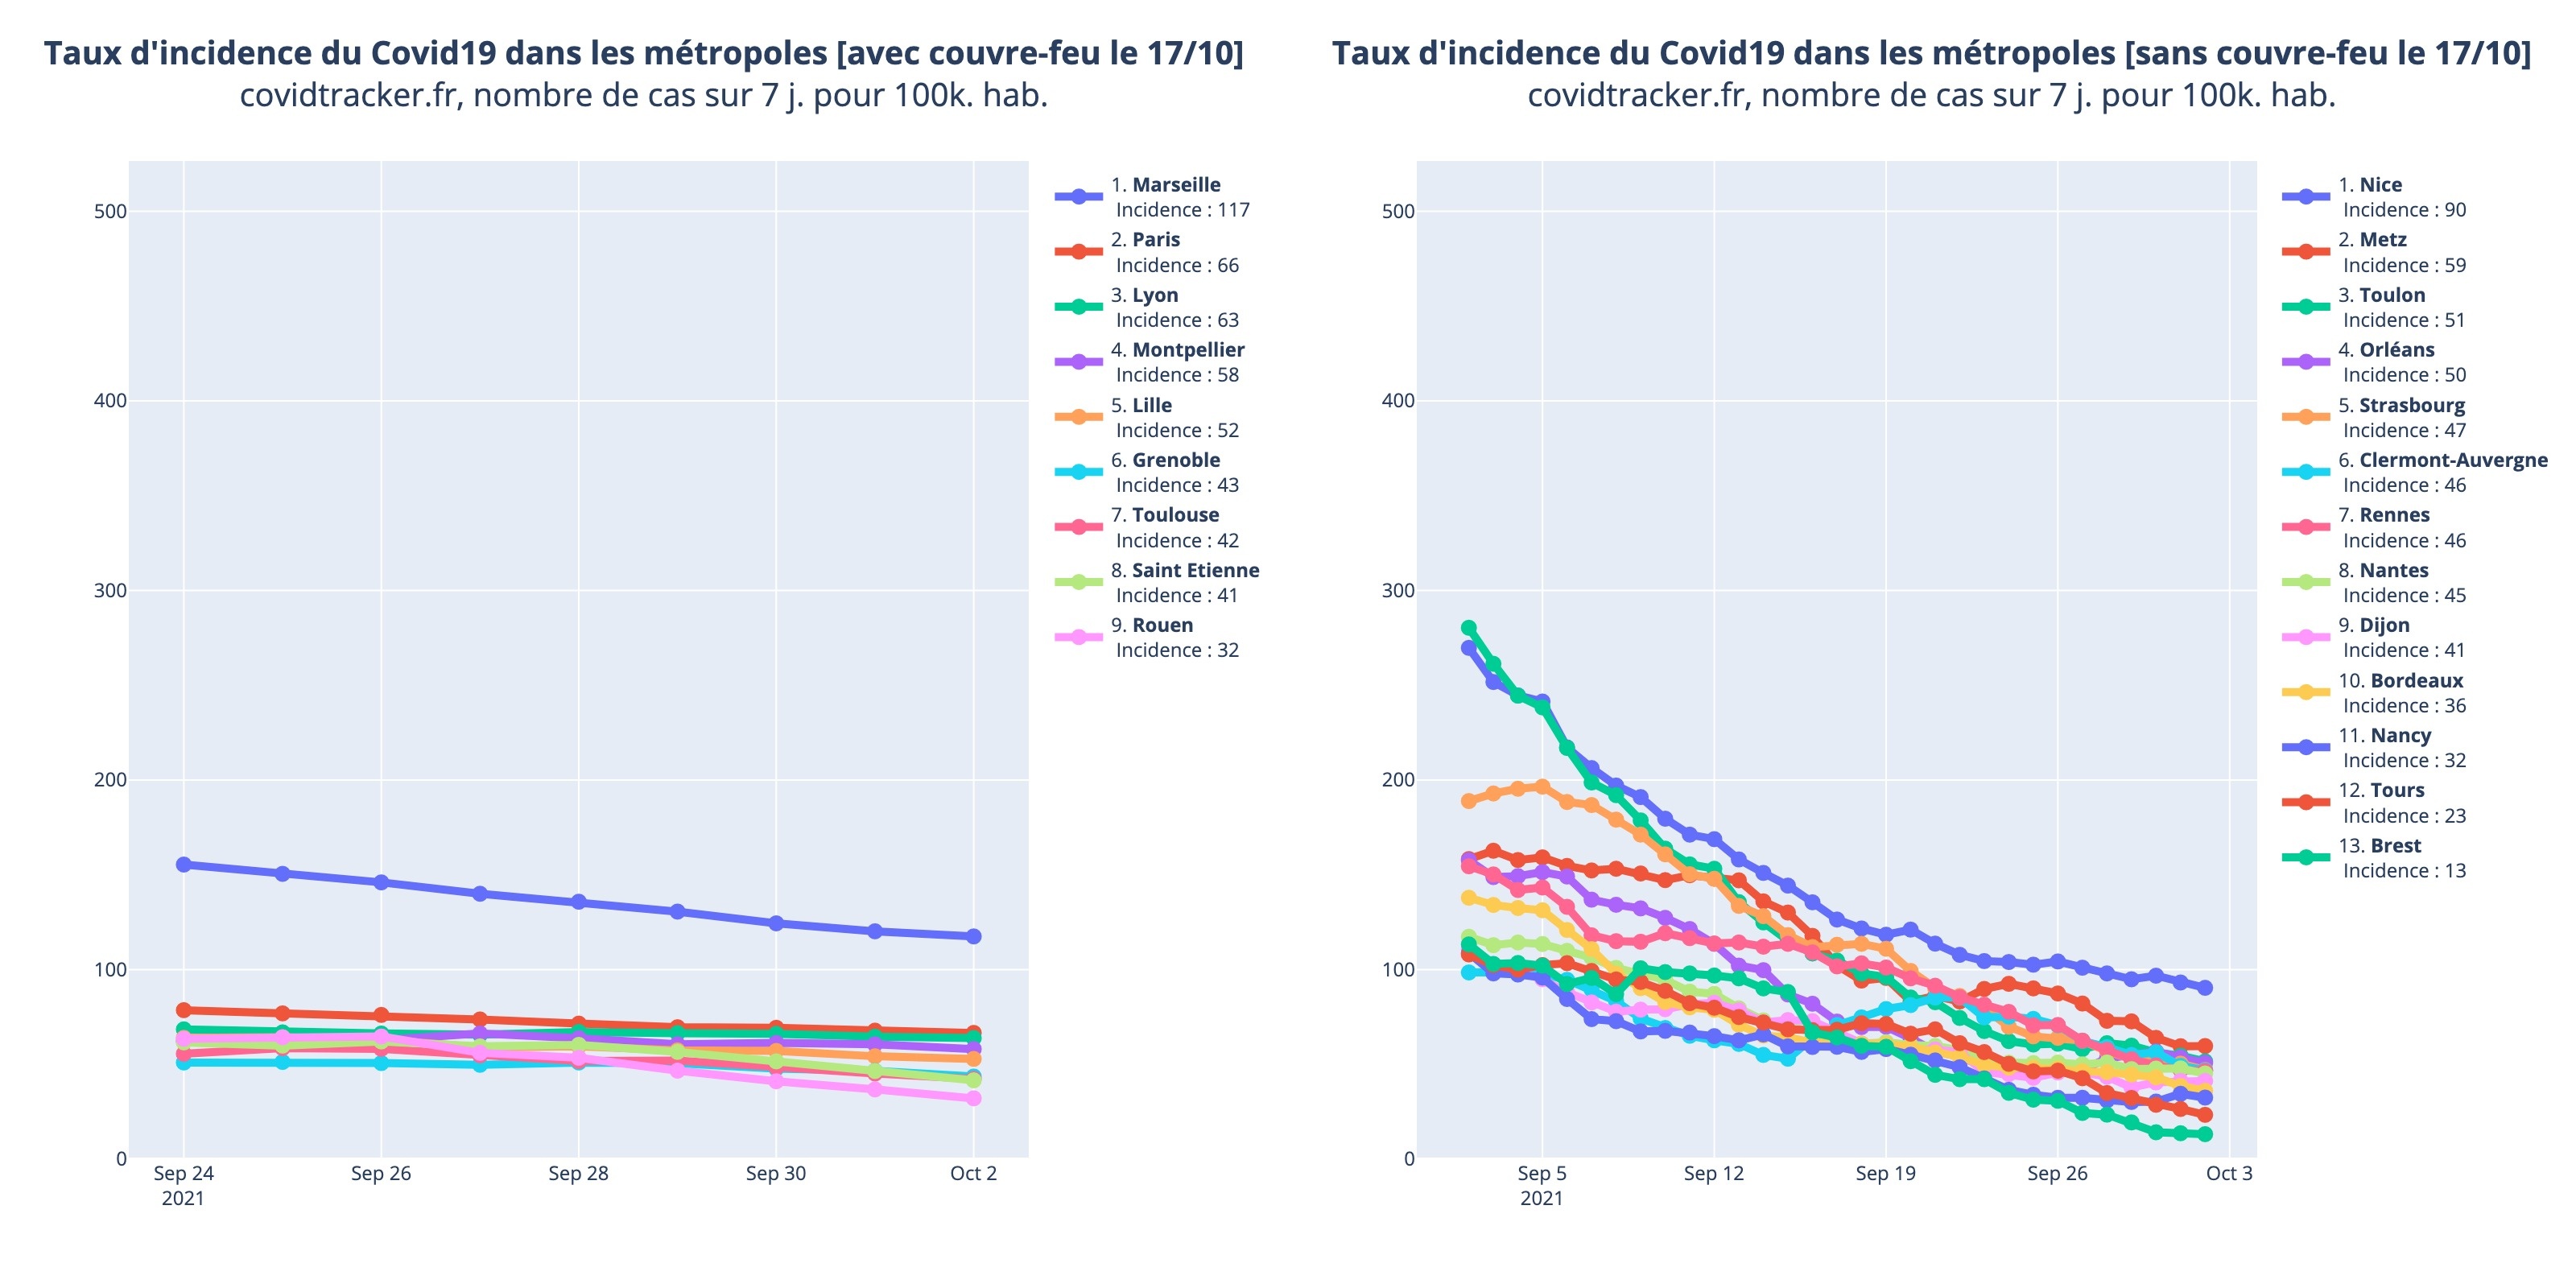 Taux d'incidence du Covid19 dans les métropoles [avec couvre-feu le 17/10]
covidtracker.fr, nombre de cas sur 7 j. pour 100k. hab.
500
400
300
200
100
0
Sep 24
2021
Sep 26
Sep 28
Sep 30
Oct 2
1. Marseille
Incidence : 117
2. Paris
Incidence : 66
3. Lyon
Incidence : 63
4. Montpellier
Incidence : 58
5. Lille
Incidence : 52
6. Grenoble
Incidence : 43
7. Toulouse
Incidence : 42
8. Saint Etienne
Incidence : 41
9. Rouen
Incidence : 32
Taux d'incidence du Covid19 dans les métropoles [sans couvre-feu le 17/10]
covidtracker.fr, nombre de cas sur 7 j. pour 100k. hab.
500
400
300
200
100
0
Sep 5
2021
Sep 12
Sep 19
Sep 26
Oct 3
1. Nice
Incidence : 90
2. Metz
Incidence : 59
3. Toulon
Incidence : 51
4. Orléans
Incidence : 50
5. Strasbourg
Incidence : 47
6. Clermont-Auvergne
Incidence : 46
7. Rennes
Incidence : 46
8. Nantes
Incidence : 45
9. Dijon
Incidence : 41
10. Bordeaux
Incidence : 36
11. Nancy
Incidence : 32
12. Tours
Incidence : 23
13. Brest
Incidence : 13